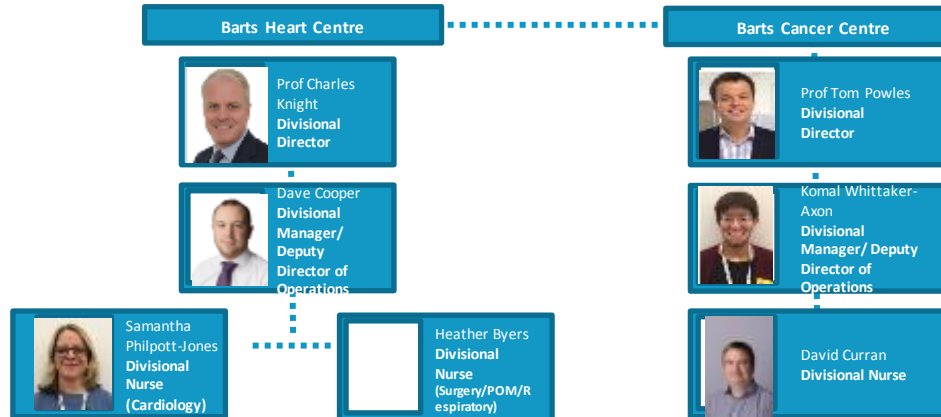 Barts Heart Centre
Prof Charles
Knight
Divisional
Director
Dave Cooper
Divisional
Manager/
Deputy
Director of
Operations
Samantha
Philpott-Jones
Divisional
Nurse
(Cardiology)
Heather Byers
Divisional
Nurse
(Surgery/POM/R
espiratory)
Barts Cancer Centre
Prof Tom Powles
Divisional
Director
Komal Whittaker-
Axon
Divisional
Manager/ Deputy
Director of
Operations
David Curran
Divisional Nurse